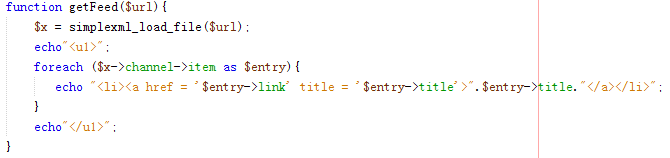 function getFeed($url){
$x = simplexml_load_file($url);
echo"<ul>";
foreach ($x->channel->item as $entry){
echo "<li><a href = '$entry->link' title = '$entry->title'>".$entry->title."</a></li>";
}
echo"</ul>";
}